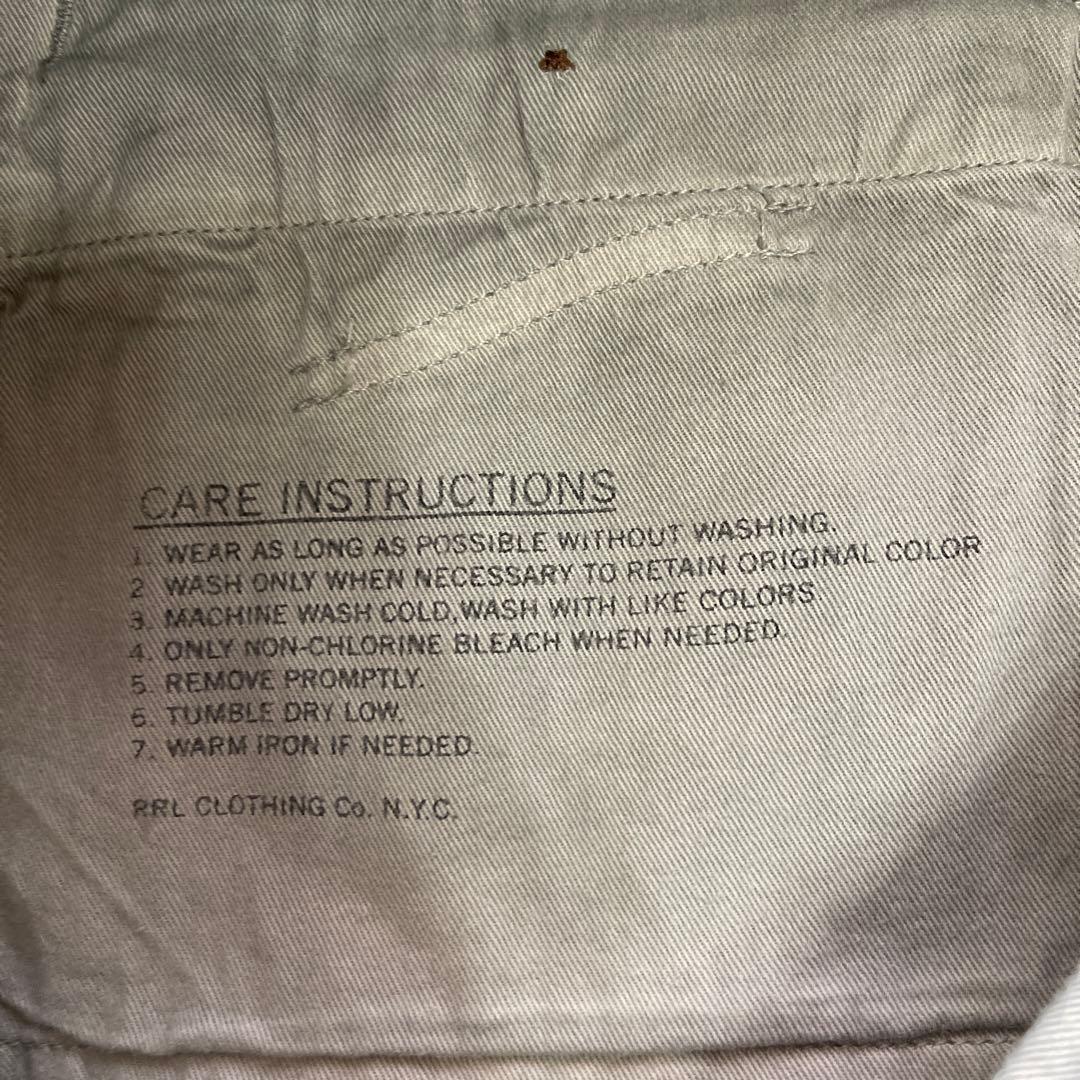 CARE INSTRUCTIONS
1. WEAR AS LONG AS POSSIBLE WITHOUT WASHING.
2 WASH ONLY WHEN NECESSARY TO RETAIN ORIGINAL COLOR
3. MACHINE WASH COLD, WASH WITH LIKE COLORS
4. ONLY NON-CHLORINE BLEACH WHEN NEEDED.
5. REMOVE PROMPTLY.
6. TUMBLE DRY LOW.
7. WARM IRON IF NEEDED.
RRL CLOTHING Co. N.Y.C.